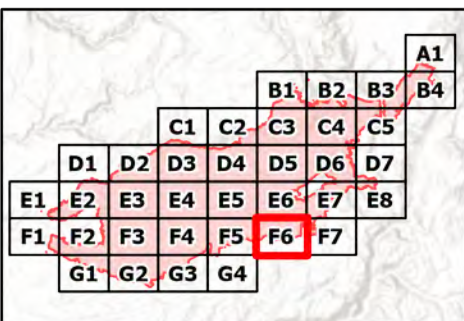 A1
B1 B2 B3 B4
C1 C2 C3 C4 C5
D1 D2 D3 D4 D5 D6 D7
E1 E2 E3 E4 E5 E6 E7 E8
F1 F2 F3 F4 F5 F6 F7
G1 G2 G3 G4